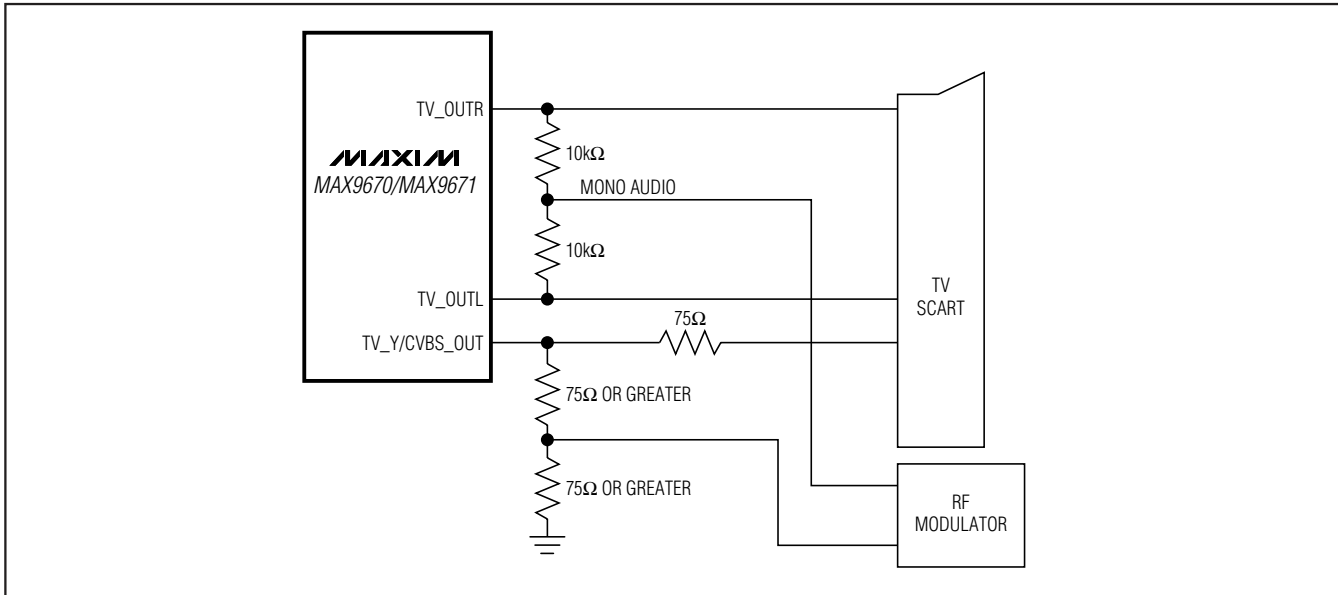 TV_OUTR
10kΩ
MAXIM
MAX9670/MAX9671
MONO AUDIO
10kΩ
TV_OUTL
TV
SCART
75Ω
TV_Y/CVBS_OUT
75Ω OR GREATER
75Ω OR GREATER
RF
MODULATOR